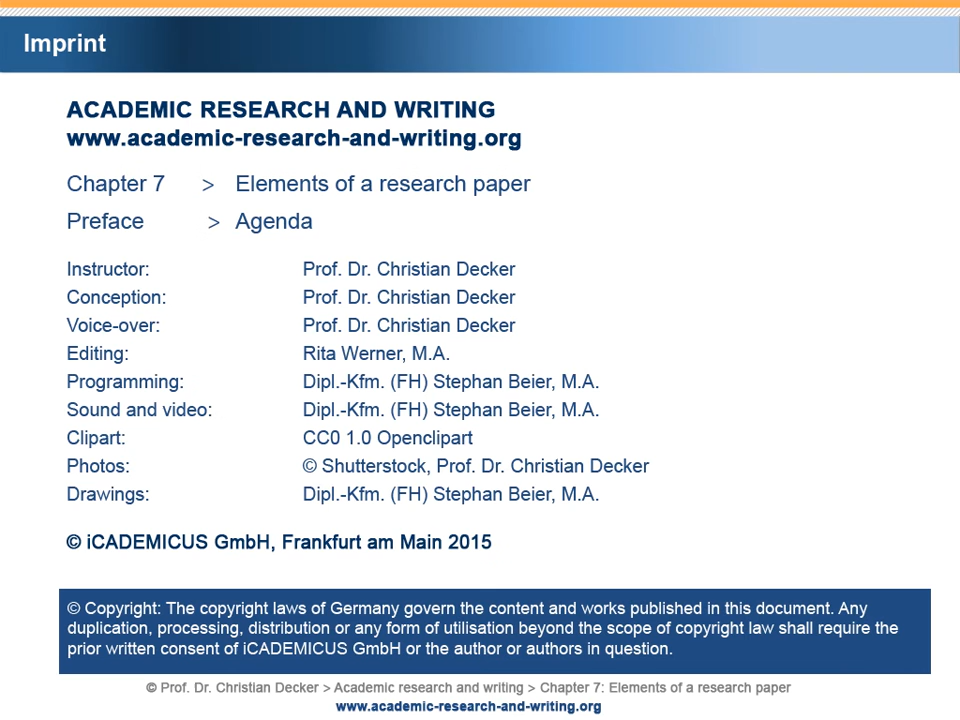 Imprint
ACADEMIC RESEARCH AND WRITING
www.academic-research-and-writing.org
Chapter 7 > Elements of a research paper
Preface > Agenda
Instructor: Prof. Dr. Christian Decker
Conception: Prof. Dr. Christian Decker
Voice-over: Prof. Dr. Christian Decker
Editing: Rita Werner, M.A.
Programming: Dipl.-Kfm. (FH) Stephan Beier, M.A.
Sound and video: Dipl.-Kfm. (FH) Stephan Beier, M.A.
Clipart: CC0 1.0 Openclipart
Photos: © Shutterstock, Prof. Dr. Christian Decker
Drawings: Dipl.-Kfm. (FH) Stephan Beier, M.A.
© iCADEMICUS GmbH, Frankfurt am Main 2015
© Copyright: The copyright laws of Germany govern the content and works published in this document. Any
duplication, processing, distribution or any form of utilisation beyond the scope of copyright law shall require the
prior written consent of iCADEMICUS GmbH or the author or authors in question.
© Prof. Dr. Christian Decker > Academic research and writing > Chapter 7: Elements of a research paper
www.academic-research-and-writing.org